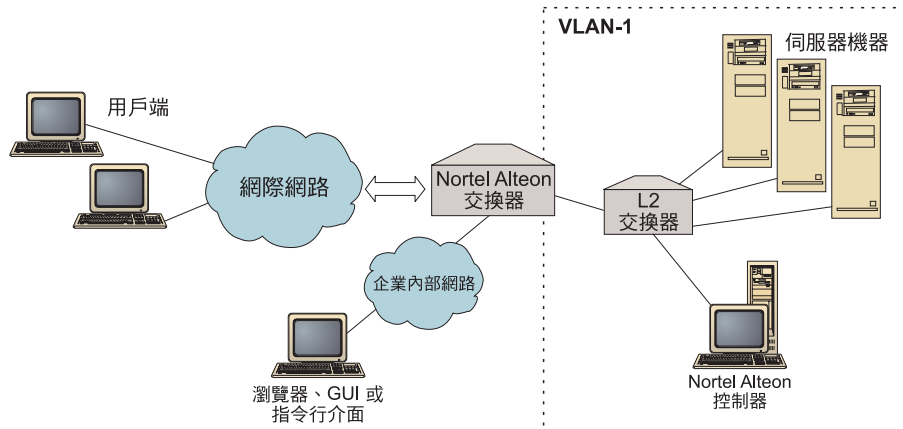 VLAN-1
伺服器機器
用戶端
網際網路
Nortel Alteon
交換器
L2
交換器
企業內部網路
瀏覽器、GUI 或
指令行介面
Nortel Alteon
控制器